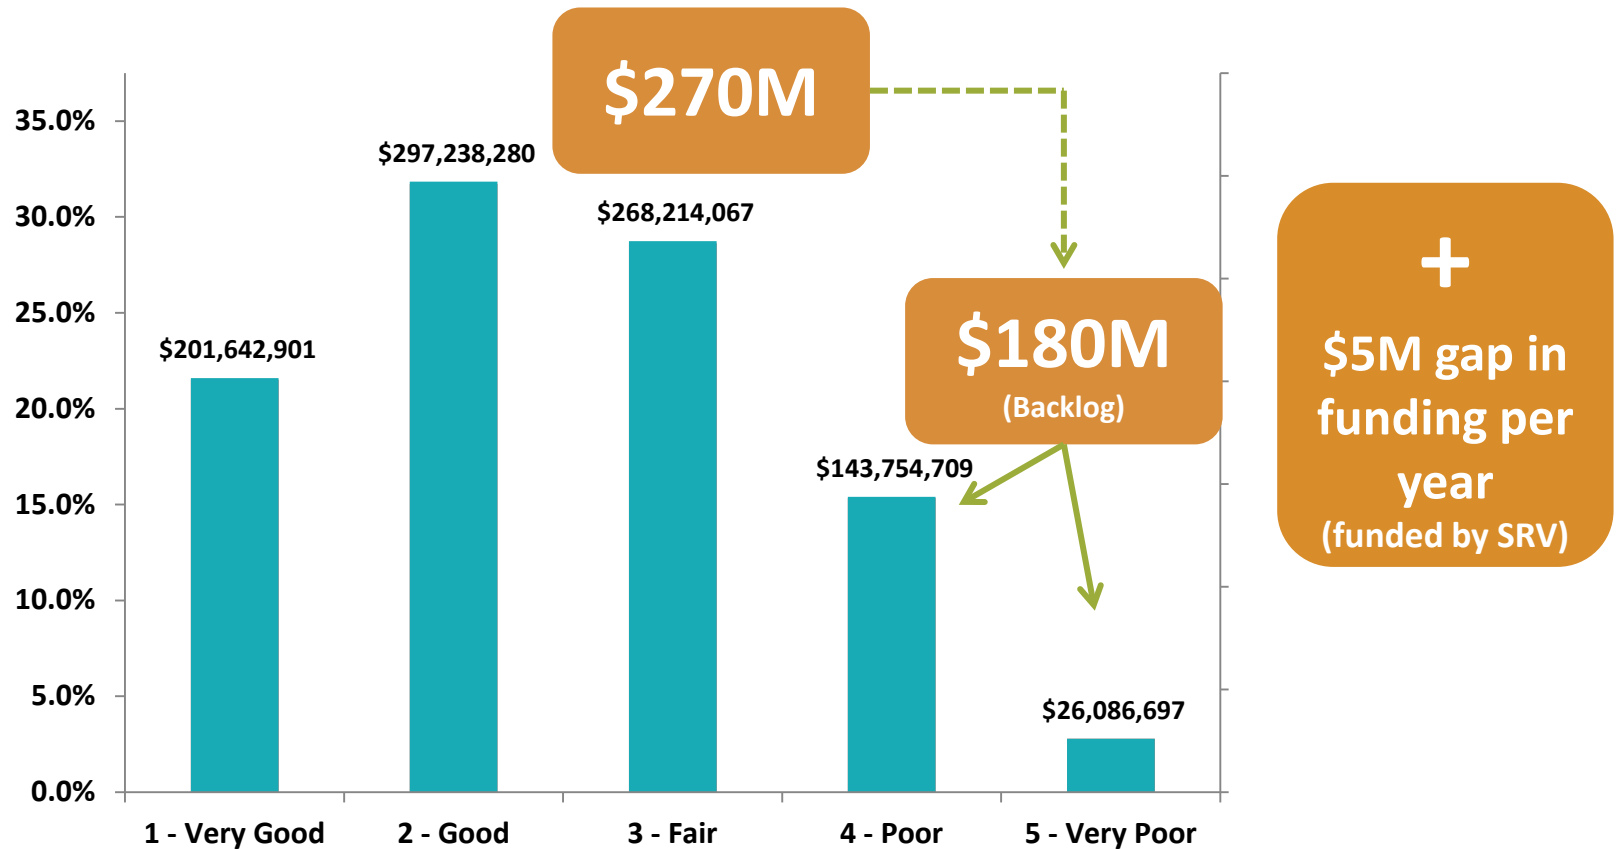 $270M
35.0%
30.0%
25.0%
20.0%
15.0%
10.0%
5.0%
0.0%
$201,642,901
$297,238,280
$268,214,067
$143,754,709
$26,086,697
$180M
(Backlog)
1 - Very Good
2 - Good
3 - Fair
4 - Poor
5 - Very Poor
+
$5M gap in
funding per
year
(funded by SRV)